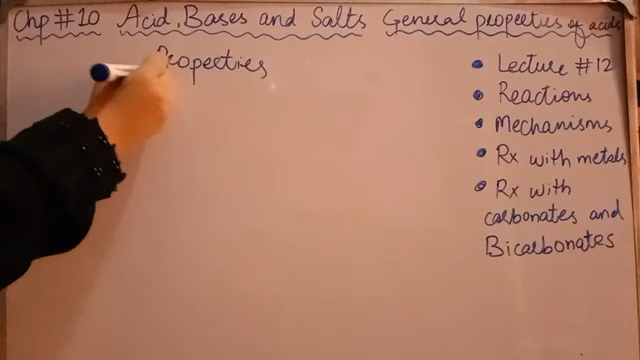 Chp #10 Acid, Bases and Salts General properties of acids
Properties
• Lecture #12
• Reactions
• Mechanisms
• Rx with metals
• Rx with
carbonates and
Bicarbonates